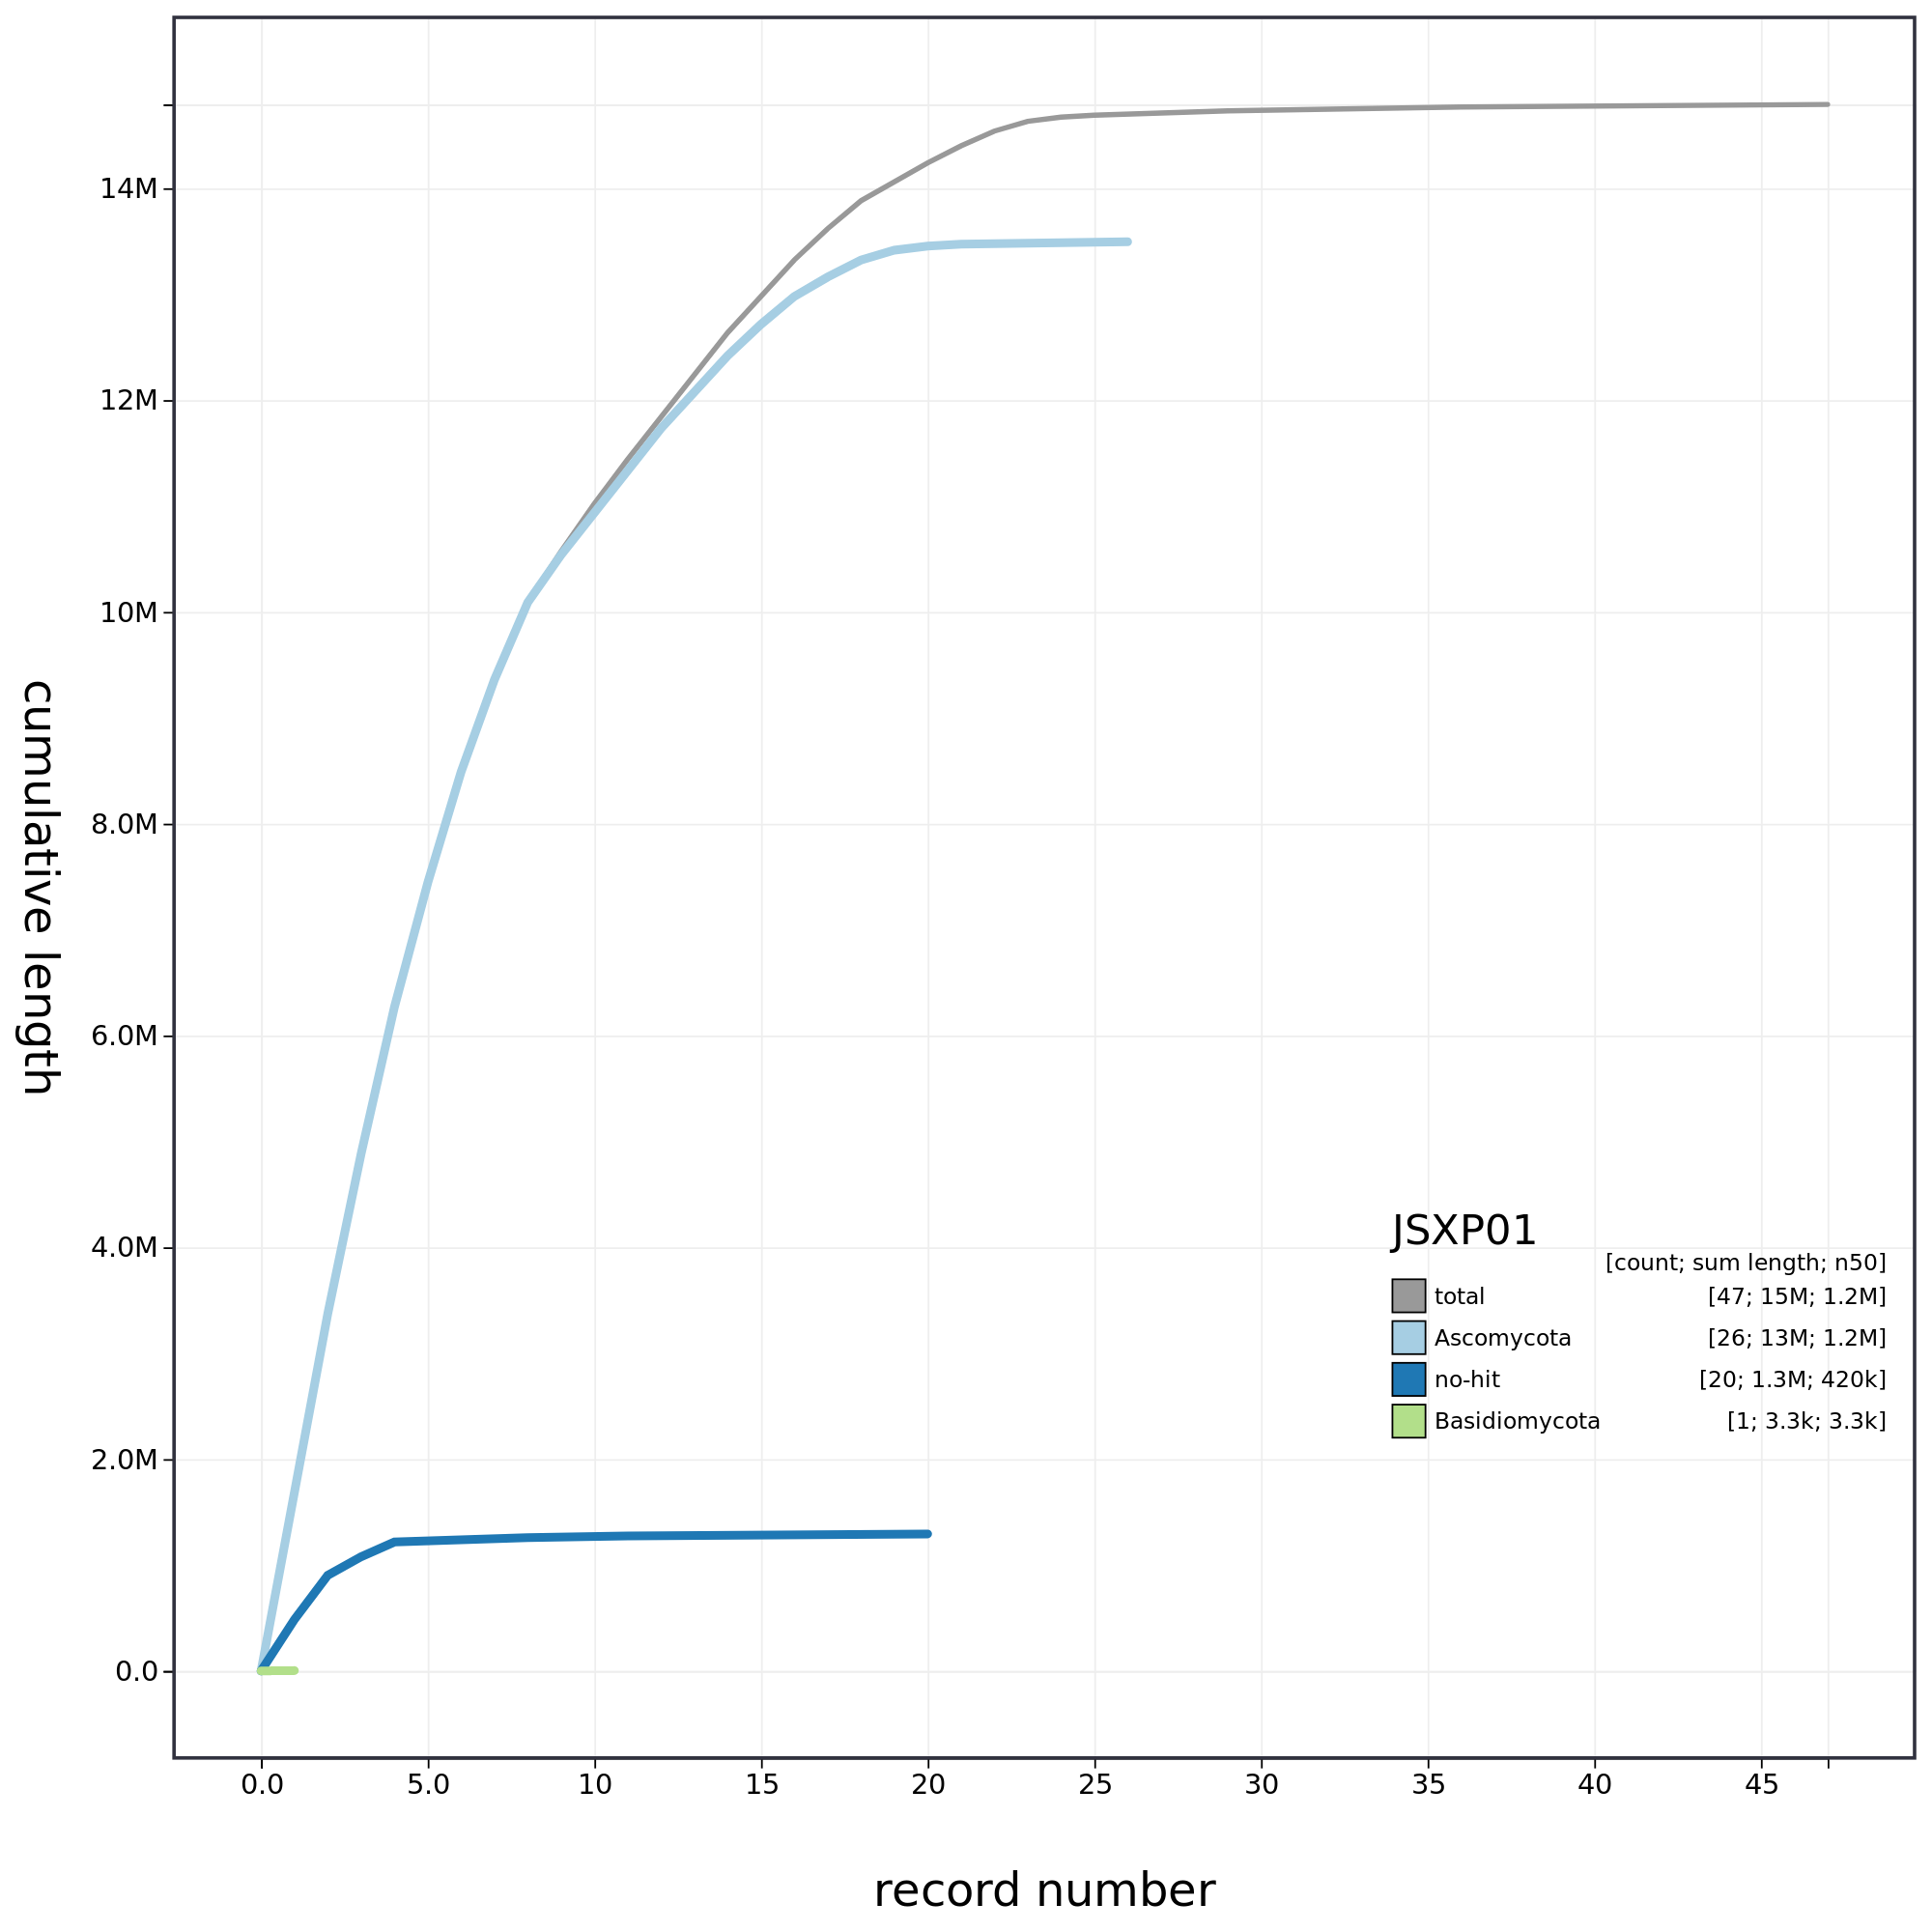 14M
12M
10M
8.0M
6.0M
4.0M
2.0M
0.0
cumulative length
JSXP01
[count; sum length; n50]
total [47; 15M; 1.2M]
Ascomycota [26; 13M; 1.2M]
no-hit [20; 1.3M; 420k]
Basidiomycota [1; 3.3k; 3.3k]
0.0 5.0 10 15 20 25 30 35 40 45
record number